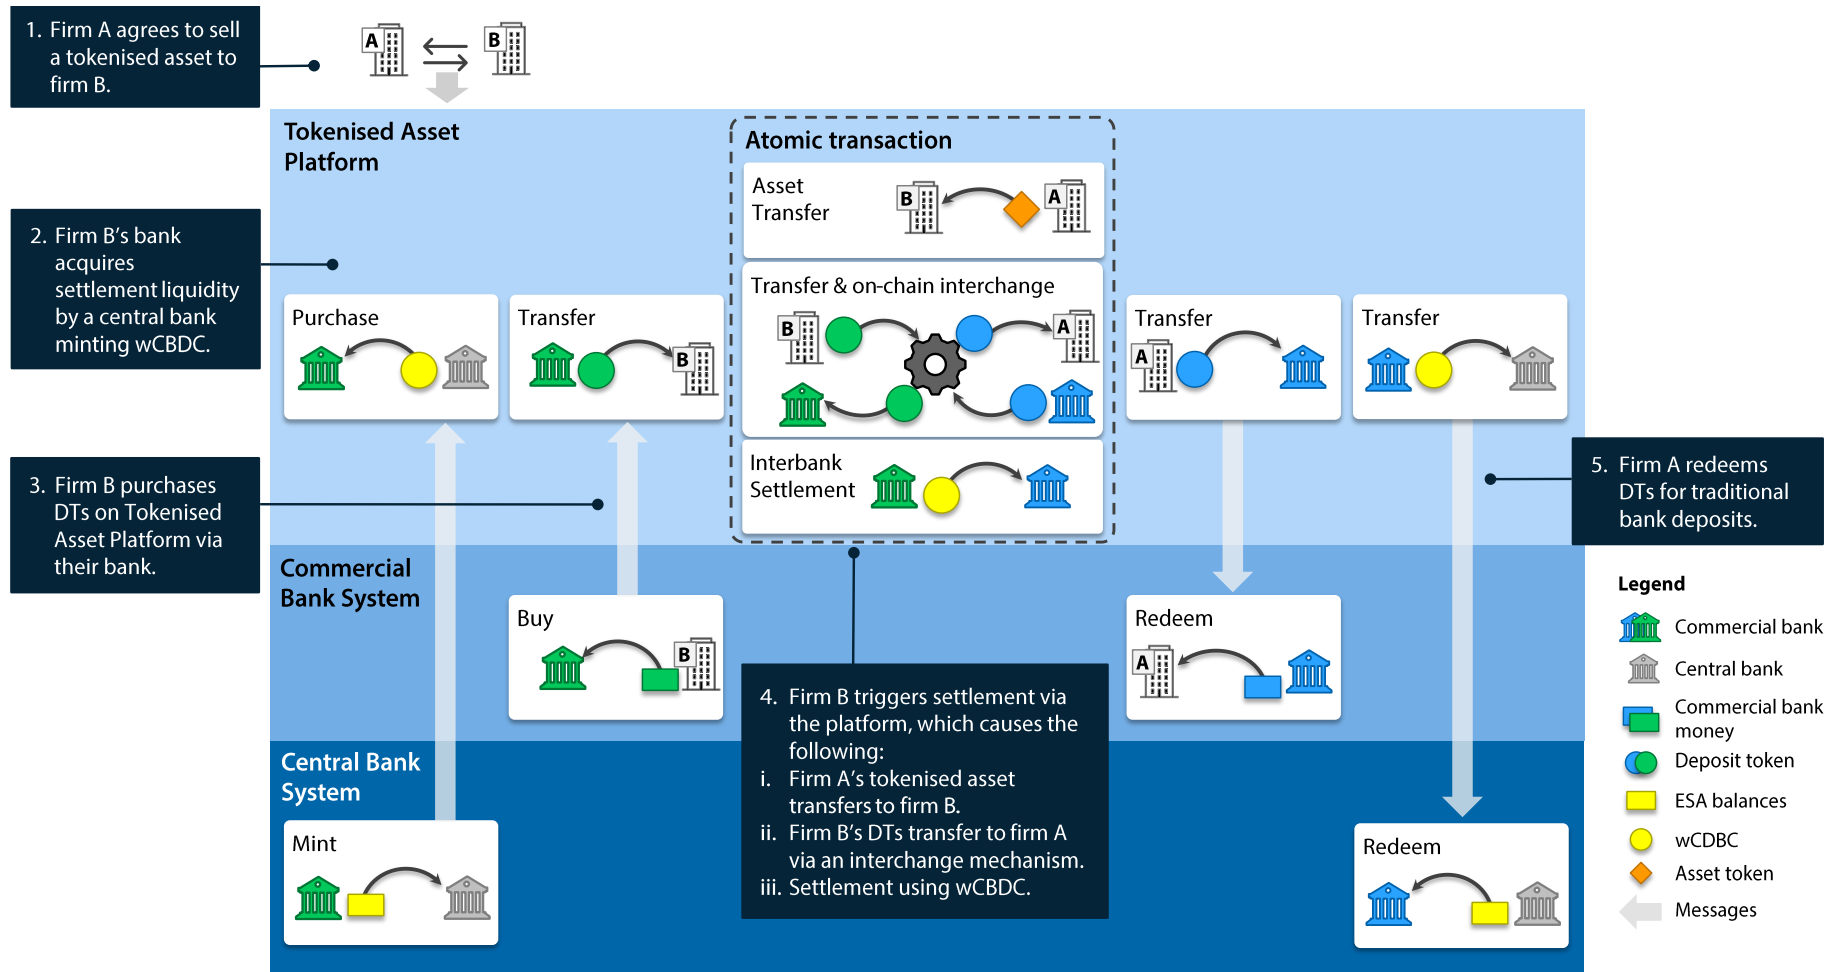 1. Firm A agrees to sell
a tokenised asset to
firm B.
A
B
Tokenised Asset
Platform
Atomic transaction
Asset
Transfer
B
A
2. Firm B's bank
acquires
settlement liquidity
by a central bank
minting wCBDC.
Purchase
Transfer
B
Transfer & on-chain interchange
B
A
Transfer
A
Transfer
Interbank
Settlement
3. Firm B purchases
DTs on Tokenised
Asset Platform via
their bank.
5. Firm A redeems
DTs for traditional
bank deposits.
Commercial
Bank System
Buy
B
Redeem
A
4. Firm B triggers settlement via
the platform, which causes the
following:
i. Firm A's tokenised asset
transfers to firm B.
ii. Firm B's DTs transfer to firm A
via an interchange mechanism.
iii. Settlement using wCBDC.
Central Bank
System
Mint
Redeem
Legend
Commercial bank
Central bank
Commercial bank
money
Deposit token
ESA balances
wCDBC
Asset token
Messages